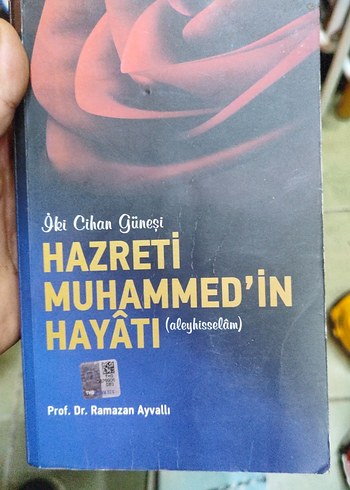 İki Cihan Güneşi
HAZRETİ
MUHAMMED'İN
HAYÂTI (aleyhisselâm)
Prof. Dr. Ramazan Ayvallı